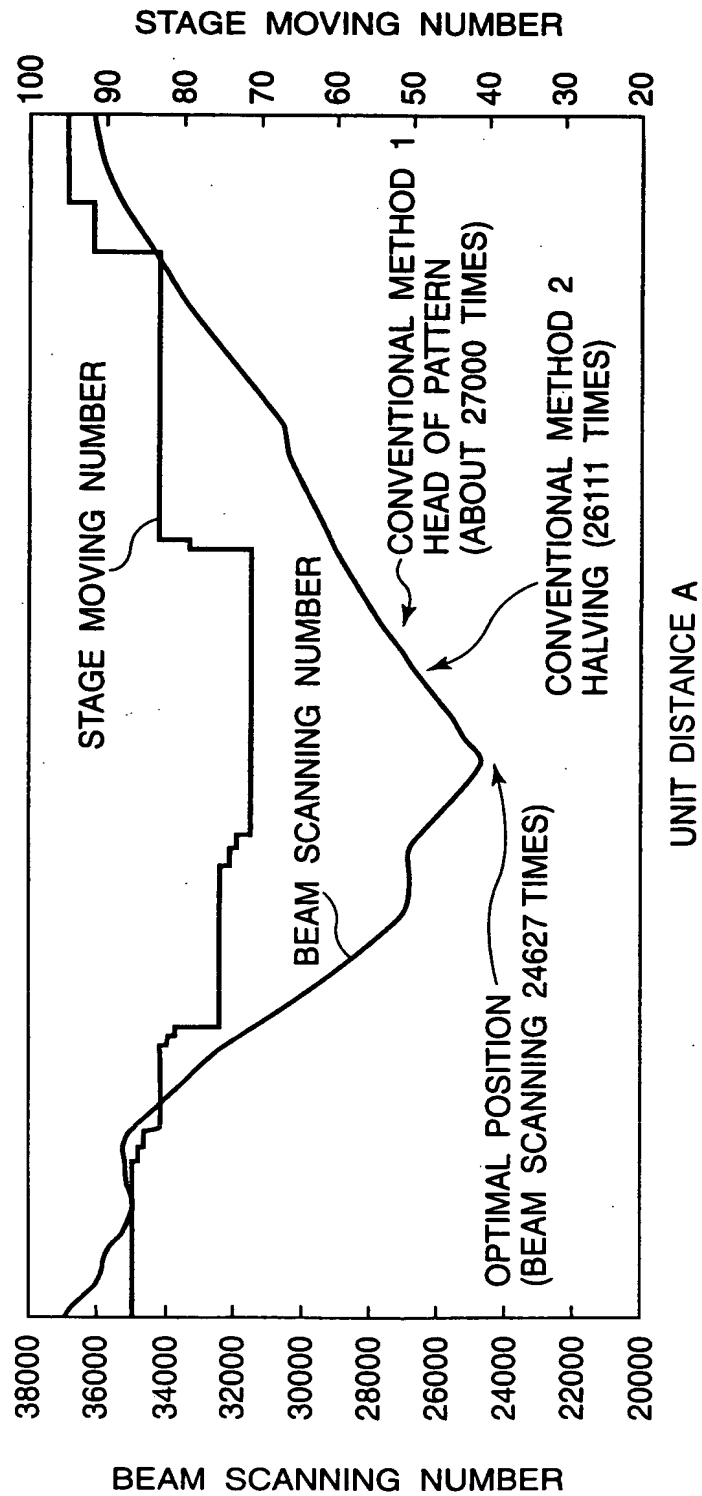 STAGE MOVING NUMBER
100
90
80
70
60
50
40
30
20
STAGE MOVING NUMBER
BEAM SCANNING NUMBER
CONVENTIONAL METHOD 1
HEAD OF PATTERN
(ABOUT 27000 TIMES)
CONVENTIONAL METHOD 2
HALVING (26111 TIMES)
OPTIMAL POSITION
(BEAM SCANNING 24627 TIMES)
UNIT DISTANCE A
38000
36000
34000
32000
30000
28000
26000
24000
22000
20000
BEAM SCANNING NUMBER